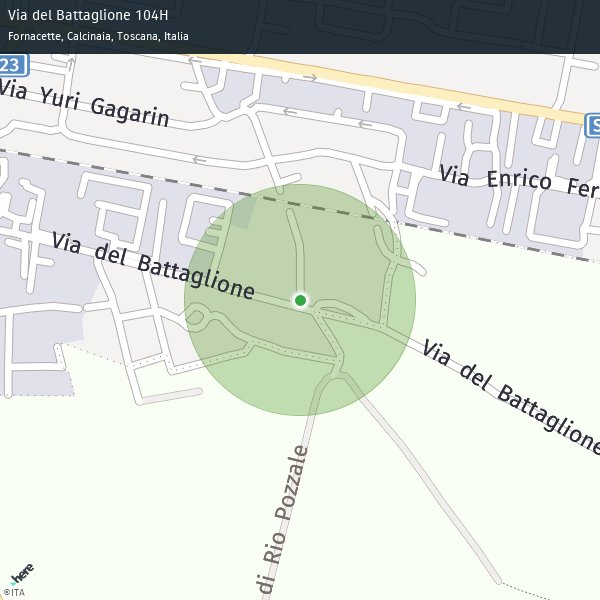 Via del Battaglione 104H
Fornacette, Calcinaia, Toscana, Italia
23
Via Yuri Gagarin
S
Via Enrico Fer
Via del Battaglione
Via del Battaglione
di Rio Pozzale
here
©ITA